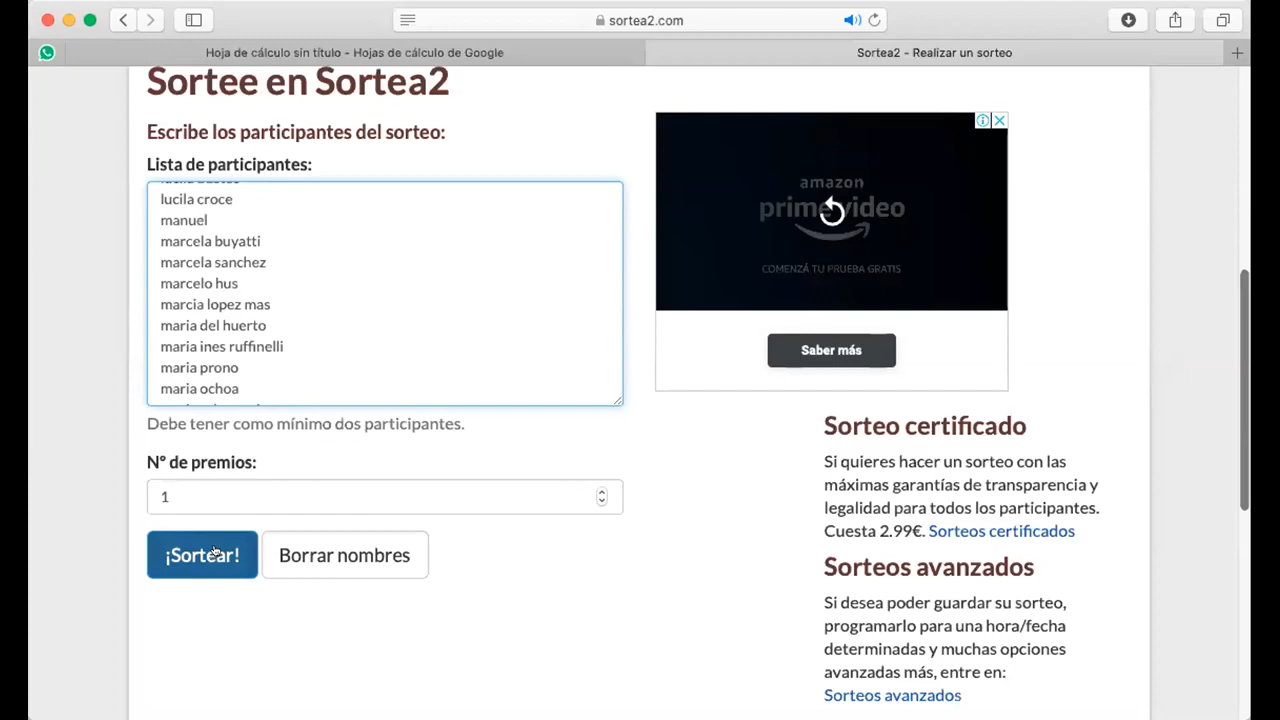 sortea2.com
Hoja de cálculo sin título - Hojas de cálculo de Google
Sortea2 - Realizar un sorteo
Sortee en Sortea2
Escribe los participantes del sorteo:
Lista de participantes:
lucila croce
manuel
marcela buyatti
marcela sanchez
marcelo hus
marcia lopez mas
maria del huerto
maria ines ruffinelli
maria prono
maria ochoa
Debe tener como mínimo dos participantes.
N° de premios:
1
¡Sortear!
Borrar nombres
amazon
prime video
COMENZÁ TU PRUEBA GRATIS
Saber más
Sorteo certificado
Si quieres hacer un sorteo con las
máximas garantías de transparencia y
legalidad para todos los participantes.
Cuesta 2.99€. Sorteos certificados
Sorteos avanzados
Si desea poder guardar su sorteo,
programarlo para una hora/fecha
determinadas y muchas opciones
avanzadas más, entre en:
Sorteos avanzados